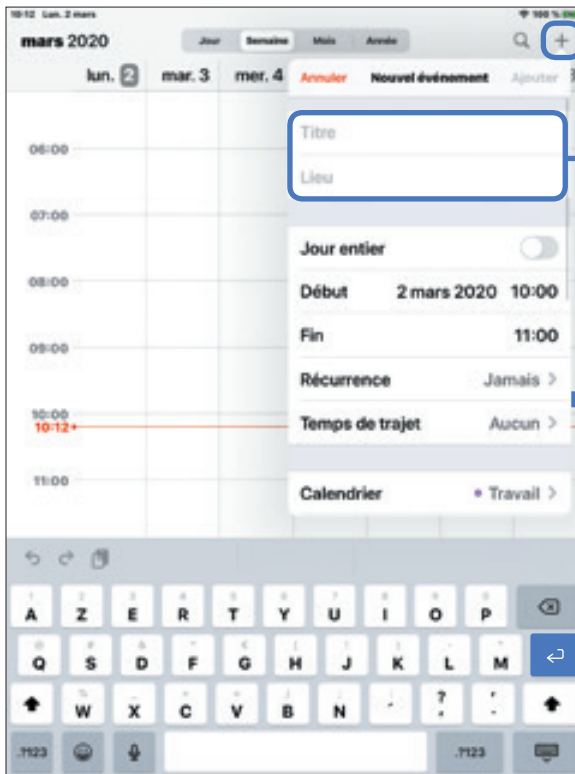 10:12 Lun. 2 mars
100 %
mars 2020
Jour Semaine Mois Année
lun. 2 mar. 3 mer. 4
Annuler Nouvel événement Ajouter
Titre
Lieu
06:00
07:00
Jour entier
08:00
Début 2 mars 2020 10:00
Fin 11:00
09:00
Récurrence Jamais >
10:00
10:12
Temps de trajet Aucun >
11:00
Calendrier • Travail >
A Z E R T Y U I O P
Q S D F G H J K L M
W X C V B N ' ? .
.?123 .?123